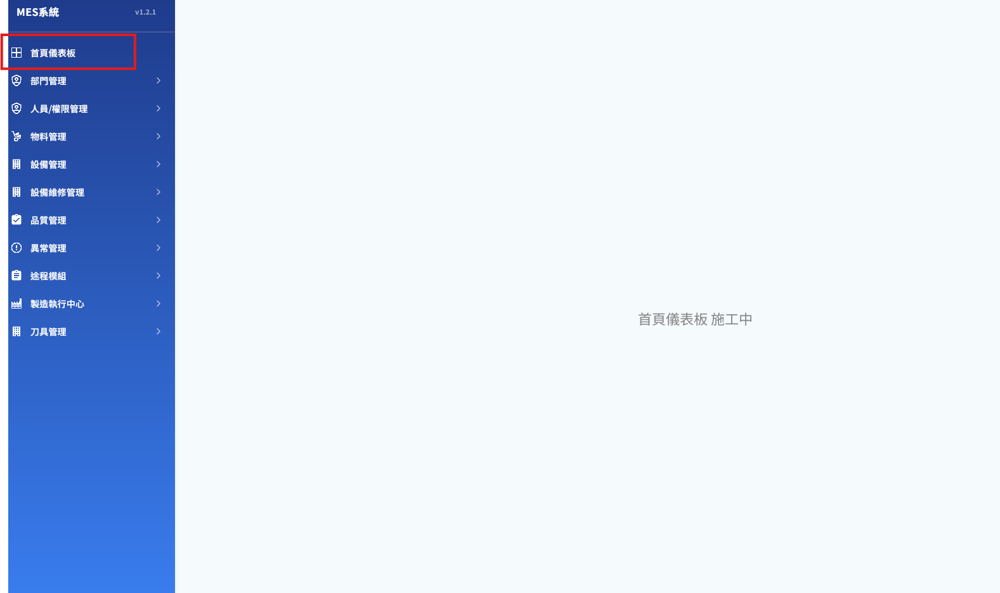 MES系統 v1.2.1
首頁儀表板
部門管理
人員/權限管理
物料管理
設備管理
設備維修管理
品質管理
異常管理
途程模組
製造執行中心
刀具管理
首頁儀表板 施工中